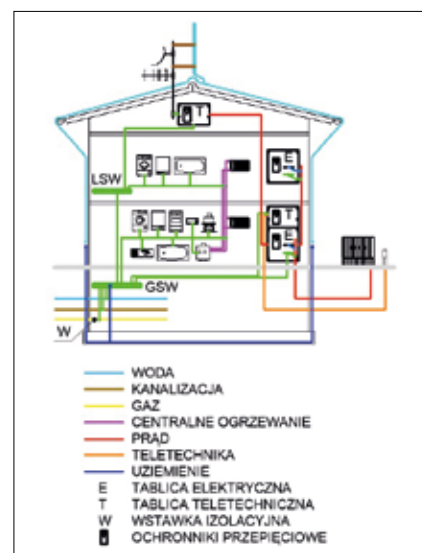 T
E
LSW
T
E
GSW
W
WODA
KANALIZACJA
GAZ
CENTRALNE OGRZEWANIE
PRĄD
TELETECHNIKA
UZIEMIENIE
E TABLICA ELEKTRYCZNA
T TABLICA TELETECHNICZNA
W WSTAWKA IZOLACYJNA
OCHRONNIKI PRZEPIĘCIOWE